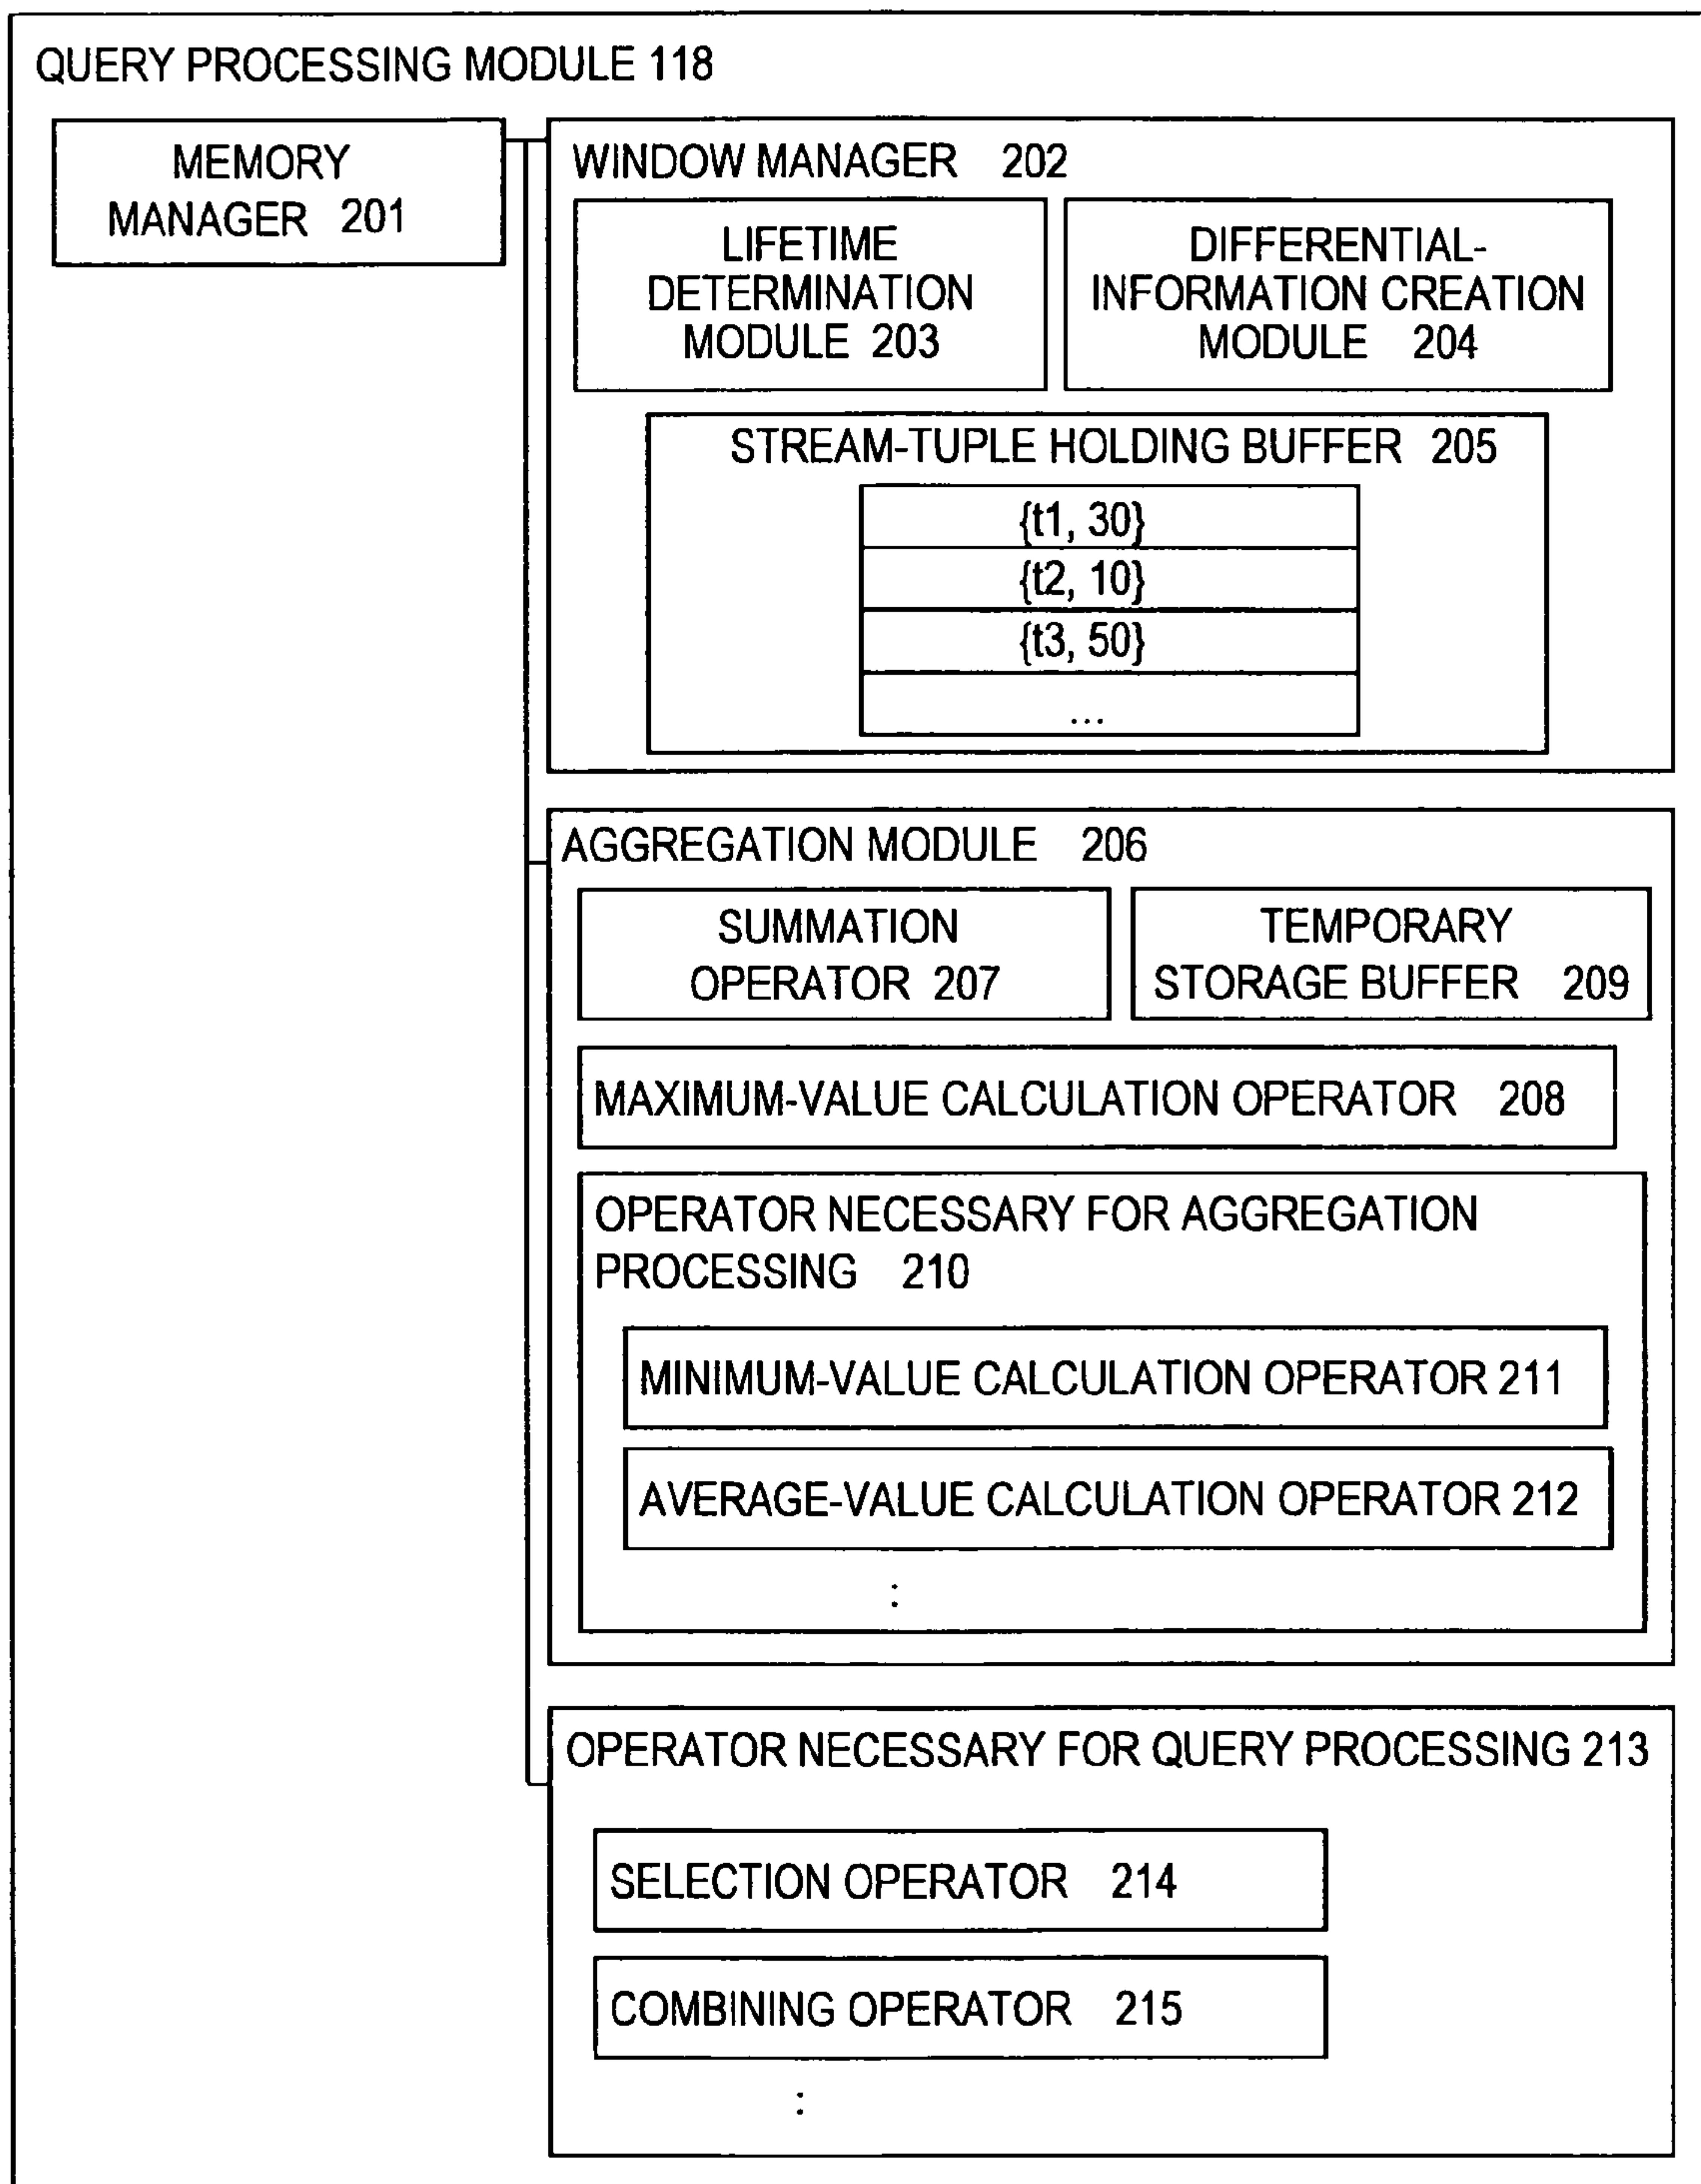 QUERY PROCESSING MODULE 118
MEMORY
MANAGER 201
WINDOW MANAGER 202
LIFETIME
DETERMINATION
MODULE 203
DIFFERENTIAL-
INFORMATION CREATION
MODULE 204
STREAM-TUPLE HOLDING BUFFER 205
{t1, 30}
{t2, 10}
{t3, 50}
...
AGGREGATION MODULE 206
SUMMATION
OPERATOR 207
TEMPORARY
STORAGE BUFFER 209
MAXIMUM-VALUE CALCULATION OPERATOR 208
OPERATOR NECESSARY FOR AGGREGATION
PROCESSING 210
MINIMUM-VALUE CALCULATION OPERATOR 211
AVERAGE-VALUE CALCULATION OPERATOR 212
:
OPERATOR NECESSARY FOR QUERY PROCESSING 213
SELECTION OPERATOR 214
COMBINING OPERATOR 215
: